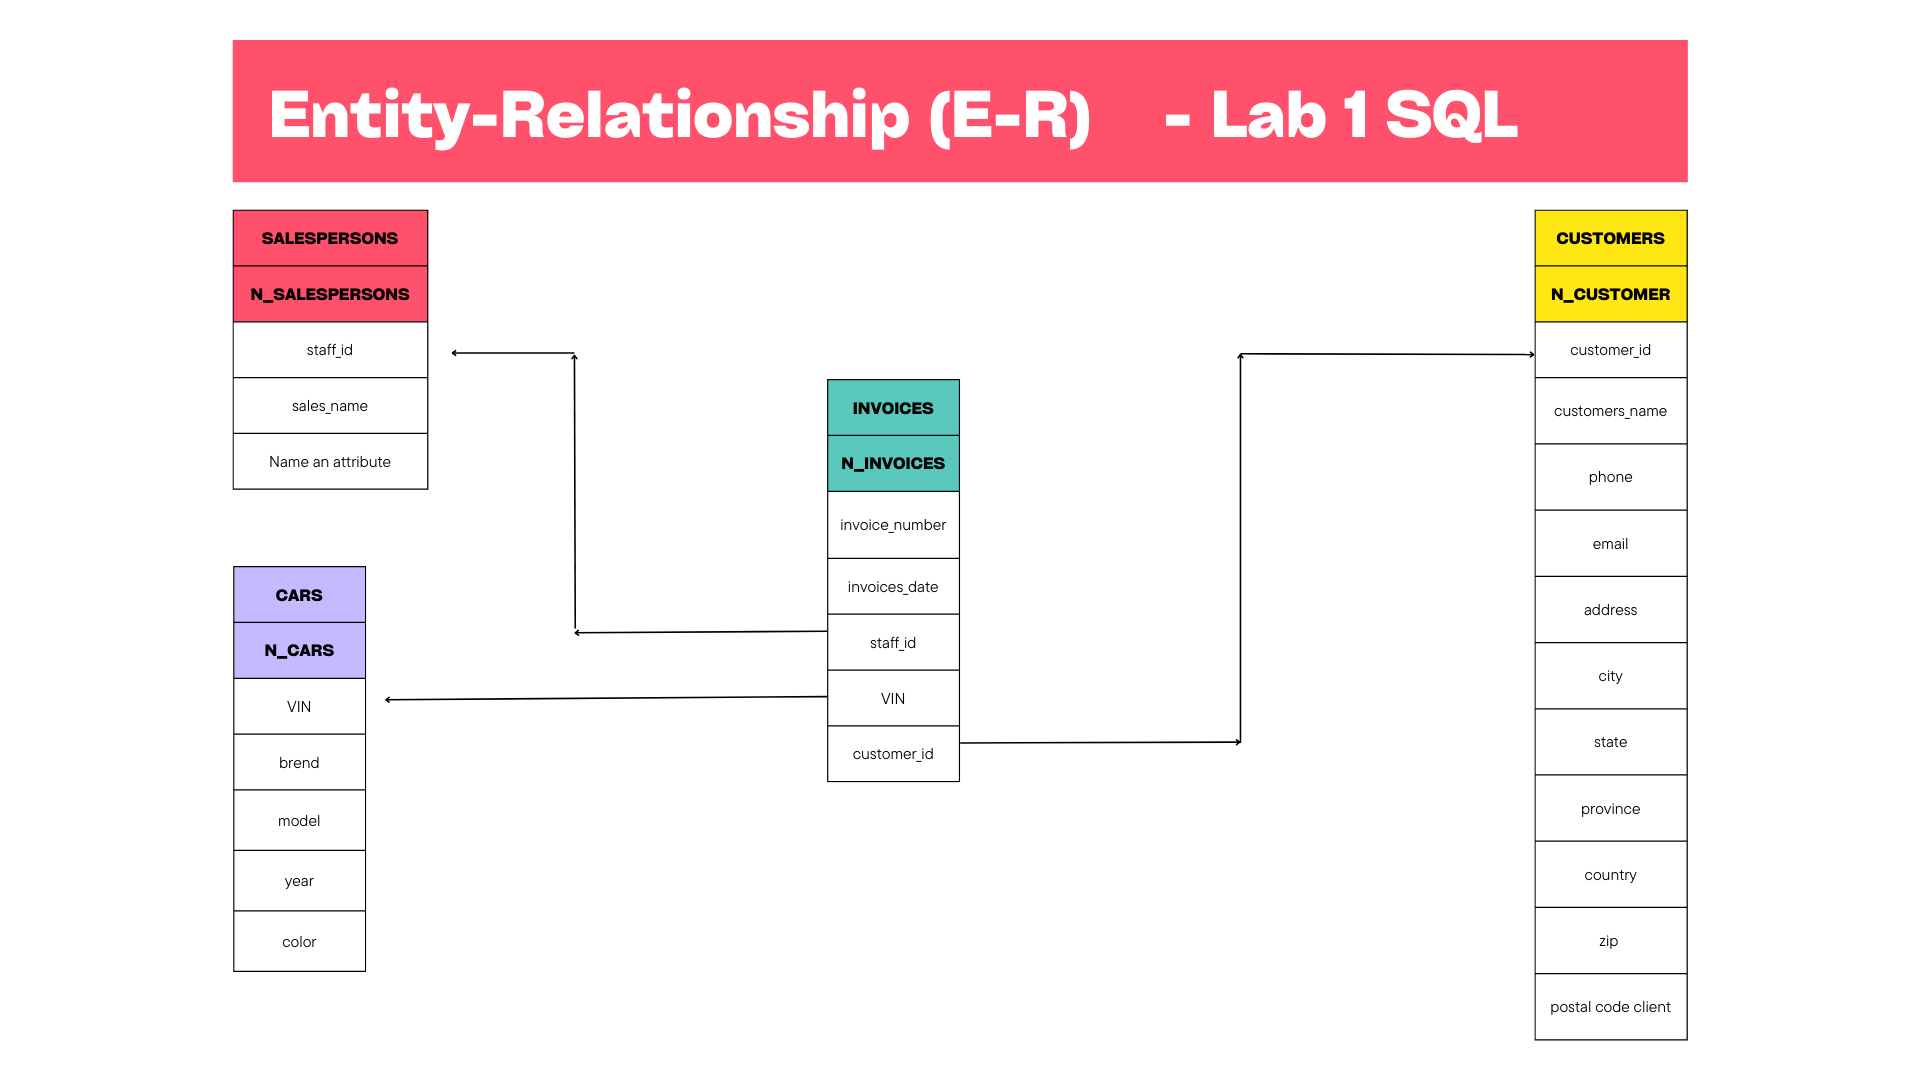 Entity-Relationship (E-R) - Lab 1 SQL
SALESPERSONS
N_SALESPERSONS
staff_id
sales_name
Name an attribute
CARS
N_CARS
VIN
brend
model
year
color
INVOICES
N_INVOICES
invoice_number
invoices_date
staff_id
VIN
customer_id
CUSTOMERS
N_CUSTOMER
customer_id
customers_name
phone
email
address
city
state
province
country
zip
postal code client